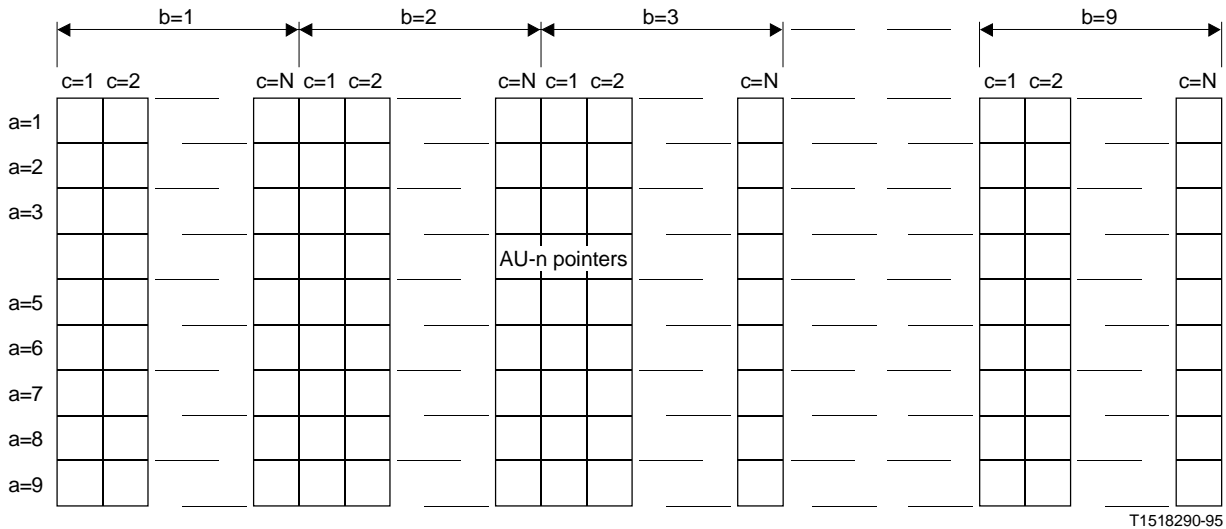 b=1 b=2 b=3 b=9
c=1 c=2 c=N c=1 c=2 c=N c=1 c=2 c=N c=1 c=2 c=N
a=1
a=2
a=3
AU-n pointers
a=5
a=6
a=7
a=8
a=9
T1518290-95